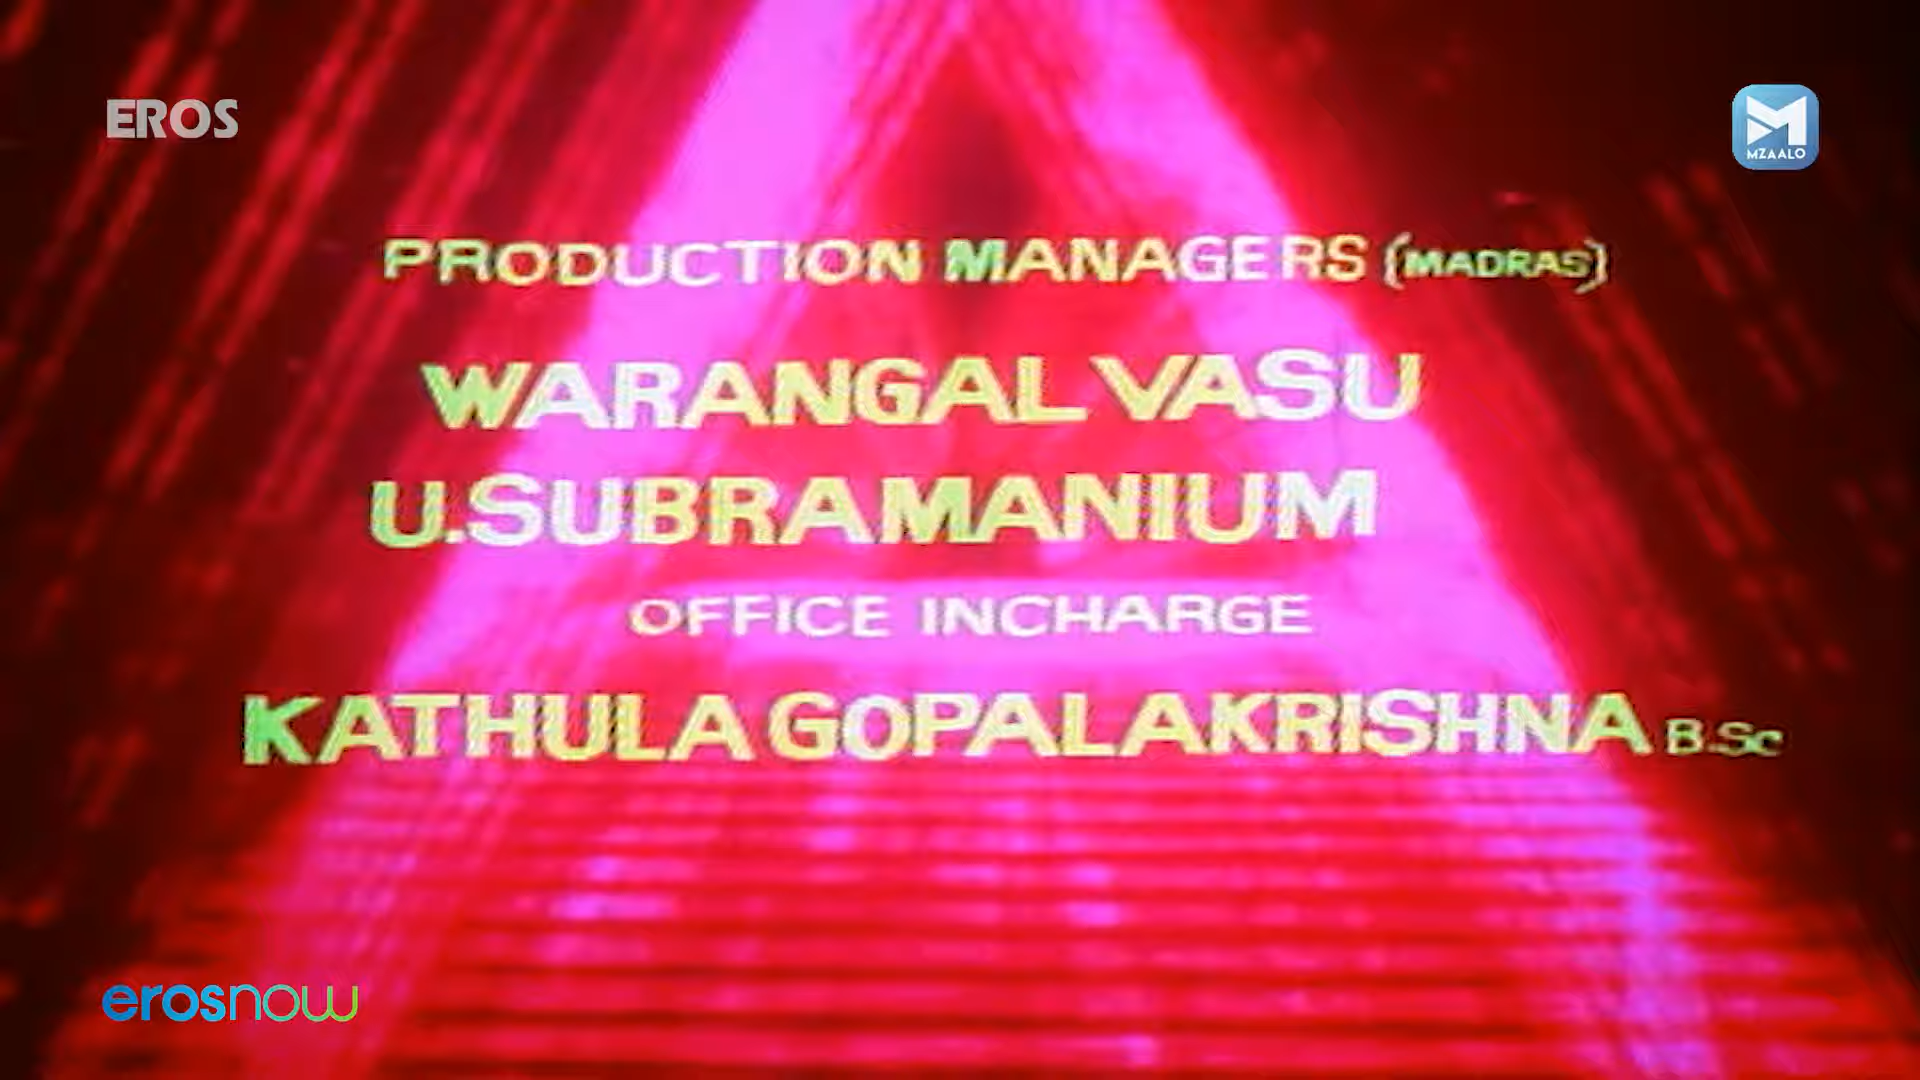 EROS
MZAALO
PRODUCTION MANAGERS (MADRAS)
WARANGAL VASU
U.SUBRAMANIUM
OFFICE INCHARGE
KATHULA GOPALAKRISHNA B.Sc
erosnow